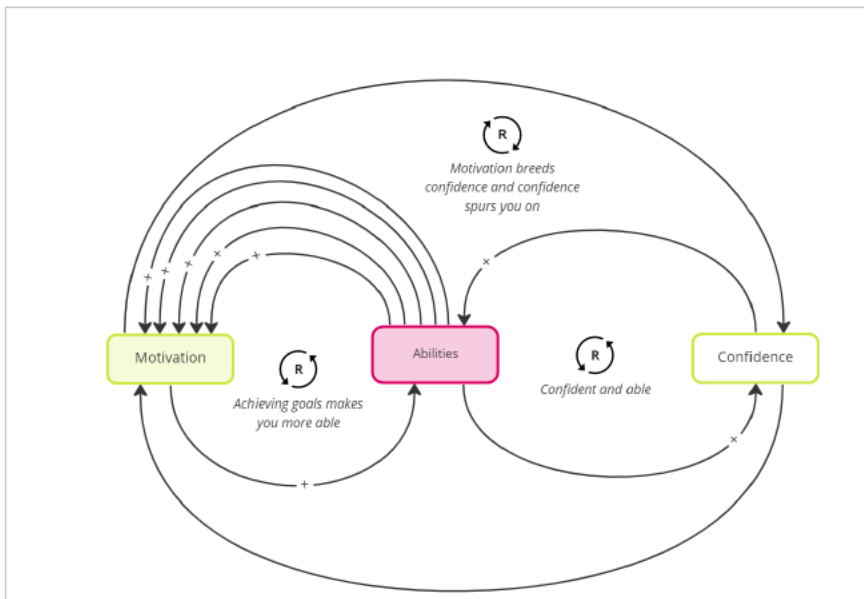 R
Motivation breeds
confidence and confidence
spurs you on
+
+
+
+
+
+
Motivation
Abilities
Confidence
R
Achieving goals makes
you more able
R
Confident and able
+
+
+